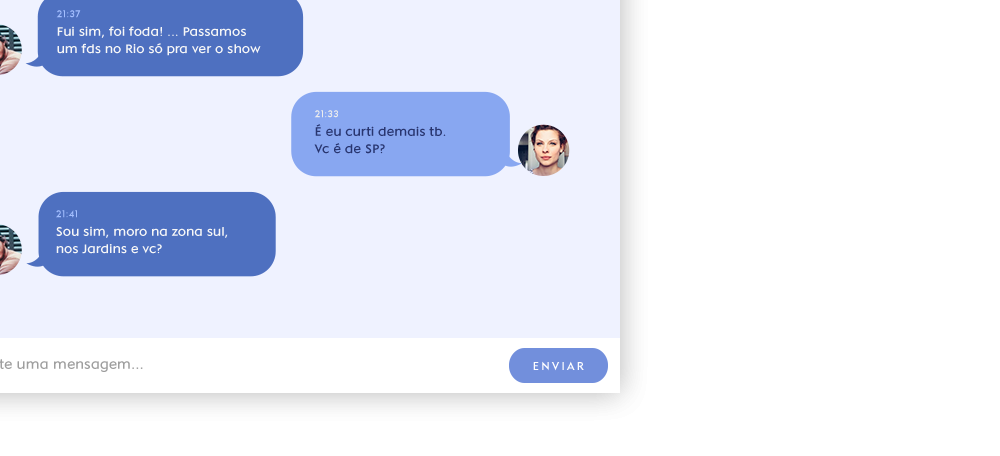 21:37
Fui sim, foi foda! ... Passamos
um fds no Rio só pra ver o show
21:33
É eu curti demais tb.
Vc é de SP?
21:41
Sou sim, moro na zona sul,
nos Jardins e vc?
te uma mensagem...
ENVIAR